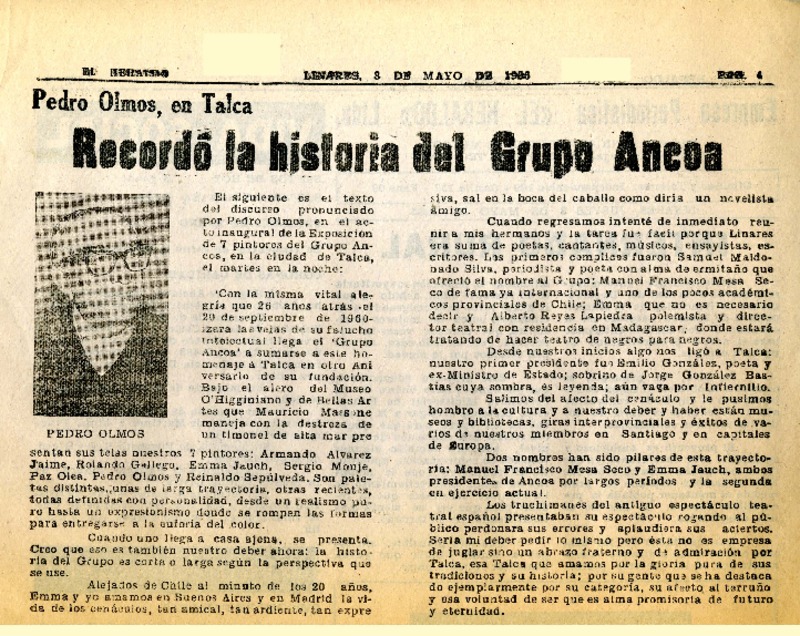 EL HERALDO
LINARES, 3 DE MAYO DE 1986
PAG. 4
Pedro Olmos, en Talca
Recordó la historia del Grupo Ancoa
PEDRO OLMOS
El siguiente es el texto
del discurso pronunciado
por Pedro Olmos, en el ac-
to inaugural de la Exposición
de 7 pintores del Grupo An-
coa, en la ciudad de Talca,
el martes en la noche:
"Con la misma vital ale-
gría que 26 años atrás -el
20 de septiembre de 1960-
izara las velas de su falucho
intelectual llega el 'Grupo
Ancoa' a sumarse a este ho-
menaje a Talca en otro Ani
versario de su fundación.
Bajo el alero del Museo
O'Higginiano y de Bellas Ar
tes que Mauricio Massone
maneja con la destreza de
un timonel de alta mar pre
sentan sus telas nuestros 7 pintores: Armando Alvarez
Jaime, Rolando Gallego, Emma Jauch, Sergio Monje,
Paz Olea, Pedro Olmos y Reinaldo Sepúlveda. Son pale-
tas distintas, unas de larga trayectoria, otras recientes,
todas definidas con personalidad, desde un realismo pu-
ro hasta un expresionismo donde se rompen las formas
para entregarse a la euforia del color.
Cuando uno llega a casa ajena, se presenta.
Creo que eso es también nuestro deber ahora: la histo-
ria del Grupo es corta o larga según la perspectiva que
se use.
Alejados de Chile al minuto de los 20 años,
Emma y yo amamos en Buenos Aires y en Madrid la vi-
da de los cenáculos, tan amical, tan ardiente, tan expre
siva, sal en la boca del caballo como diría un novelista
amigo.
Cuando regresamos intenté de inmediato reu-
nir a mis hermanos y la tarea fue fácil porque Linares
era suma de poetas, cantantes, músicos, ensayistas, es-
critores. Los primeros cómplices fueron Samuel Maldo-
nado Silva, periodista y poeta con alma de ermitaño que
ofreció el nombre al Grupo; Manuel Francisco Mesa Se-
co de fama ya internacional y uno de los pocos académi-
cos provinciales de Chile; Emma que no es necesario
decir y Alberto Reyes Lapiedra polemista y direc-
tor teatral con residencia en Madagascar, donde estará
tratando de hacer teatro de negros para negros.
Desde nuestros inicios algo nos ligó a Talca:
nuestro primer presidente fue Emilio González, poeta y
ex-Ministro de Estado; sobrino de Jorge González Bas-
tías cuya sombra, es leyenda; aún vaga por Infiernillo.
Salimos del afecto del cenáculo y le pusimos
hombro a la cultura y a nuestro deber y haber están mu-
seos y bibliotecas, giras interprovinciales y éxitos de va-
rios de nuestros miembros en Santiago y en capitales
de Europa.
Dos nombres han sido pilares de esta trayecto-
ria: Manuel Francisco Mesa Seco y Emma Jauch, ambos
presidentes de Ancoa por largos períodos y la segunda
en ejercicio actual.
Los truchimanes del antiguo espectáculo tea-
tral español presentaban su espectáculo rogando al pú-
blico perdonara sus errores y aplaudiera sus aciertos.
Sería mi deber pedir lo mismo pero ésta no es empresa
de juglar sino un abrazo fraterno y de admiración por
Talca, esa Talca que amamos por la gloria pura de sus
tradiciones y su historia; por su gente que se ha destaca
do ejemplarmente por su categoría, su afecto al terruño
y esa voluntad de ser que es alma promisoria de futuro
y eternidad.